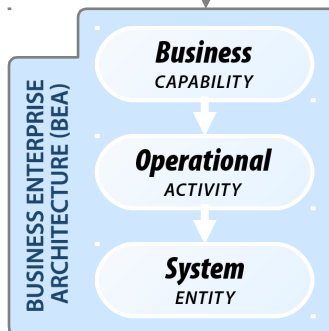 BUSINESS ENTERPRISE
ARCHITECTURE (BEA)
Business
CAPABILITY
Operational
ACTIVITY
System
ENTITY